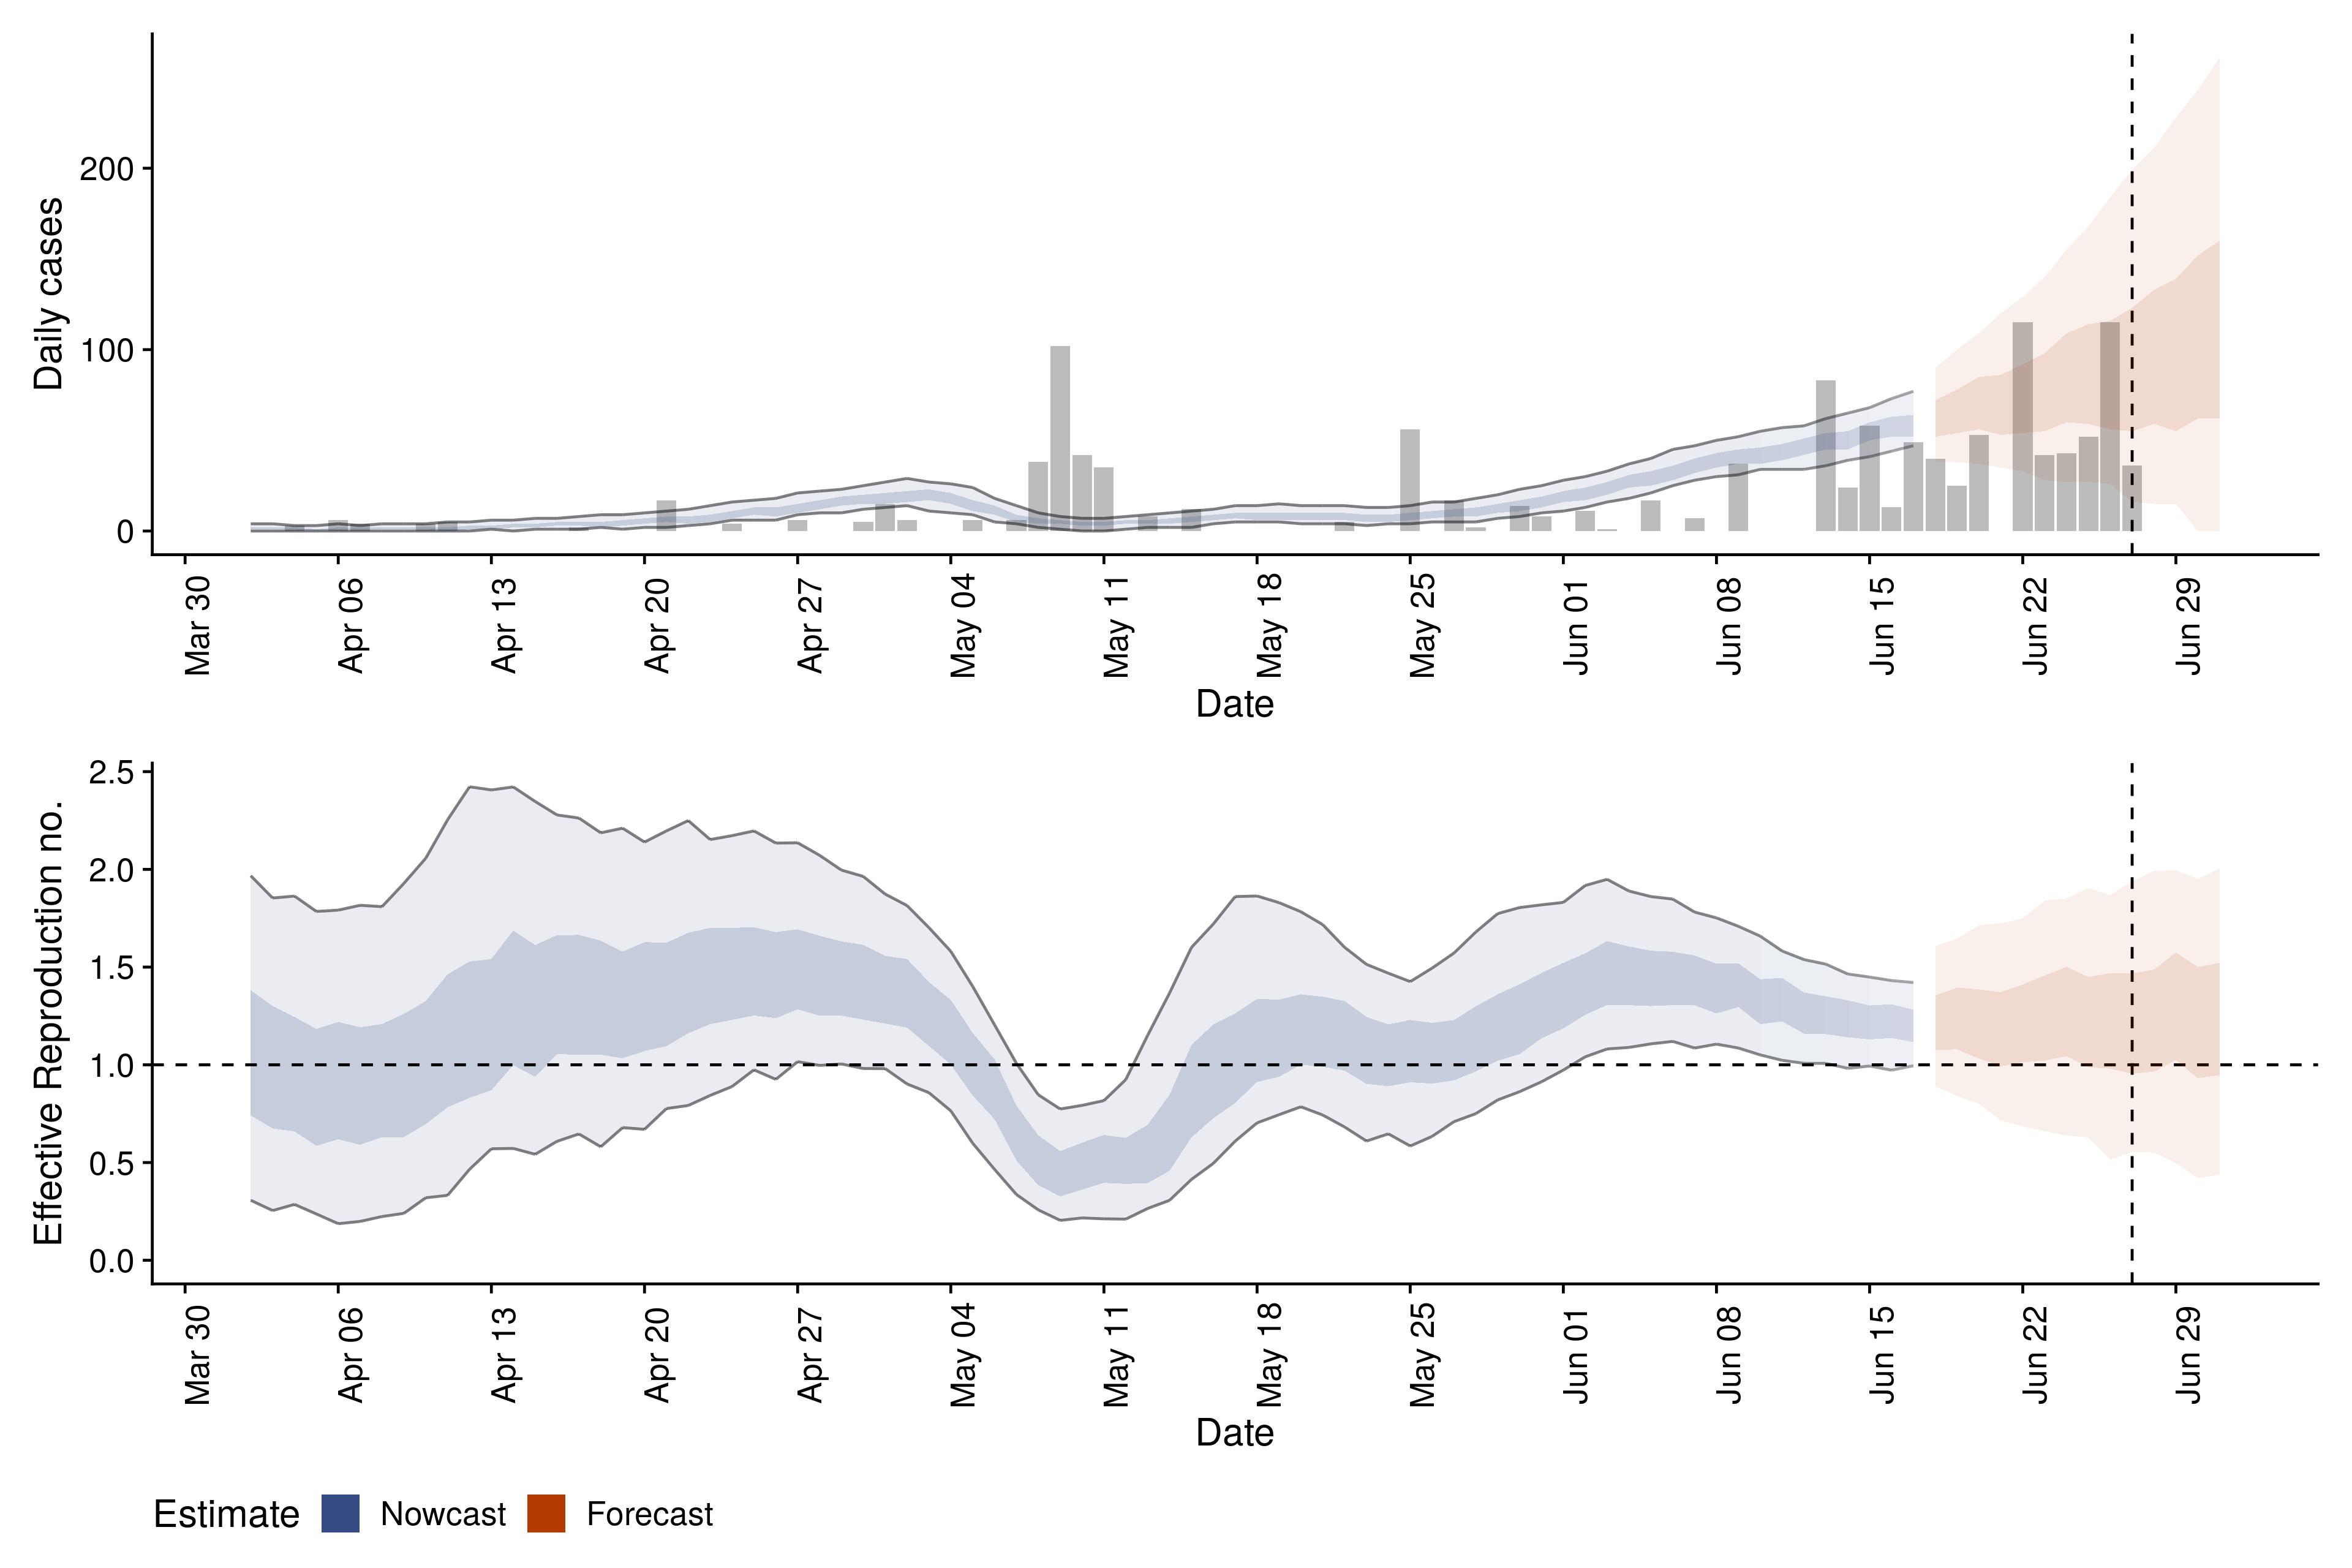 Daily cases
200
100
0
Mar 30
Apr 06
Apr 13
Apr 20
Apr 27
May 04
May 11
May 18
May 25
Jun 01
Jun 08
Jun 15
Jun 22
Jun 29
Date
Effective Reproduction no.
2.5
2.0
1.5
1.0
0.5
0.0
Mar 30
Apr 06
Apr 13
Apr 20
Apr 27
May 04
May 11
May 18
May 25
Jun 01
Jun 08
Jun 15
Jun 22
Jun 29
Date
Estimate Nowcast Forecast